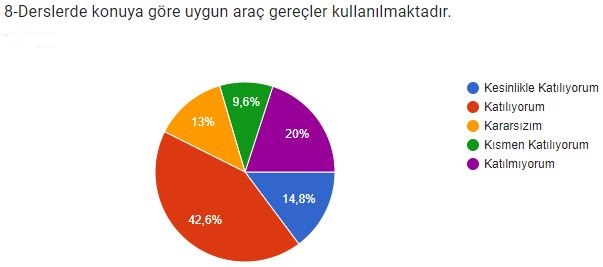 8-Derslerde konuya göre uygun araç gereçler kullanılmaktadır.
Kesinlikle Katılıyorum
Katılıyorum
Kararsızım
Kısmen Katılıyorum
Katılmıyorum
9,6%
13%
20%
14,8%
42,6%